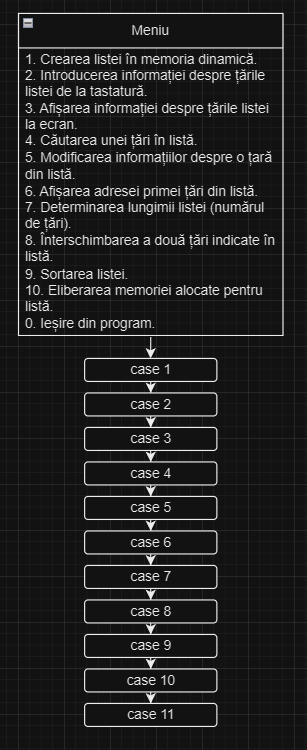 Meniu
1. Crearea listei în memoria dinamică.
2. Introducerea informației despre țările
listei de la tastatură.
3. Afișarea informației despre țările listei
la ecran.
4. Căutarea unei țări în listă.
5. Modificarea informațiilor despre o țară
din listă.
6. Afișarea adresei primei țări din listă.
7. Determinarea lungimii listei (numărul
de țări).
8. Înterschimbarea a două țări indicate în
listă.
9. Sortarea listei.
10. Eliberarea memoriei alocate pentru
listă.
0. Ieșire din program.
case 1
case 2
case 3
case 4
case 5
case 6
case 7
case 8
case 9
case 10
case 11